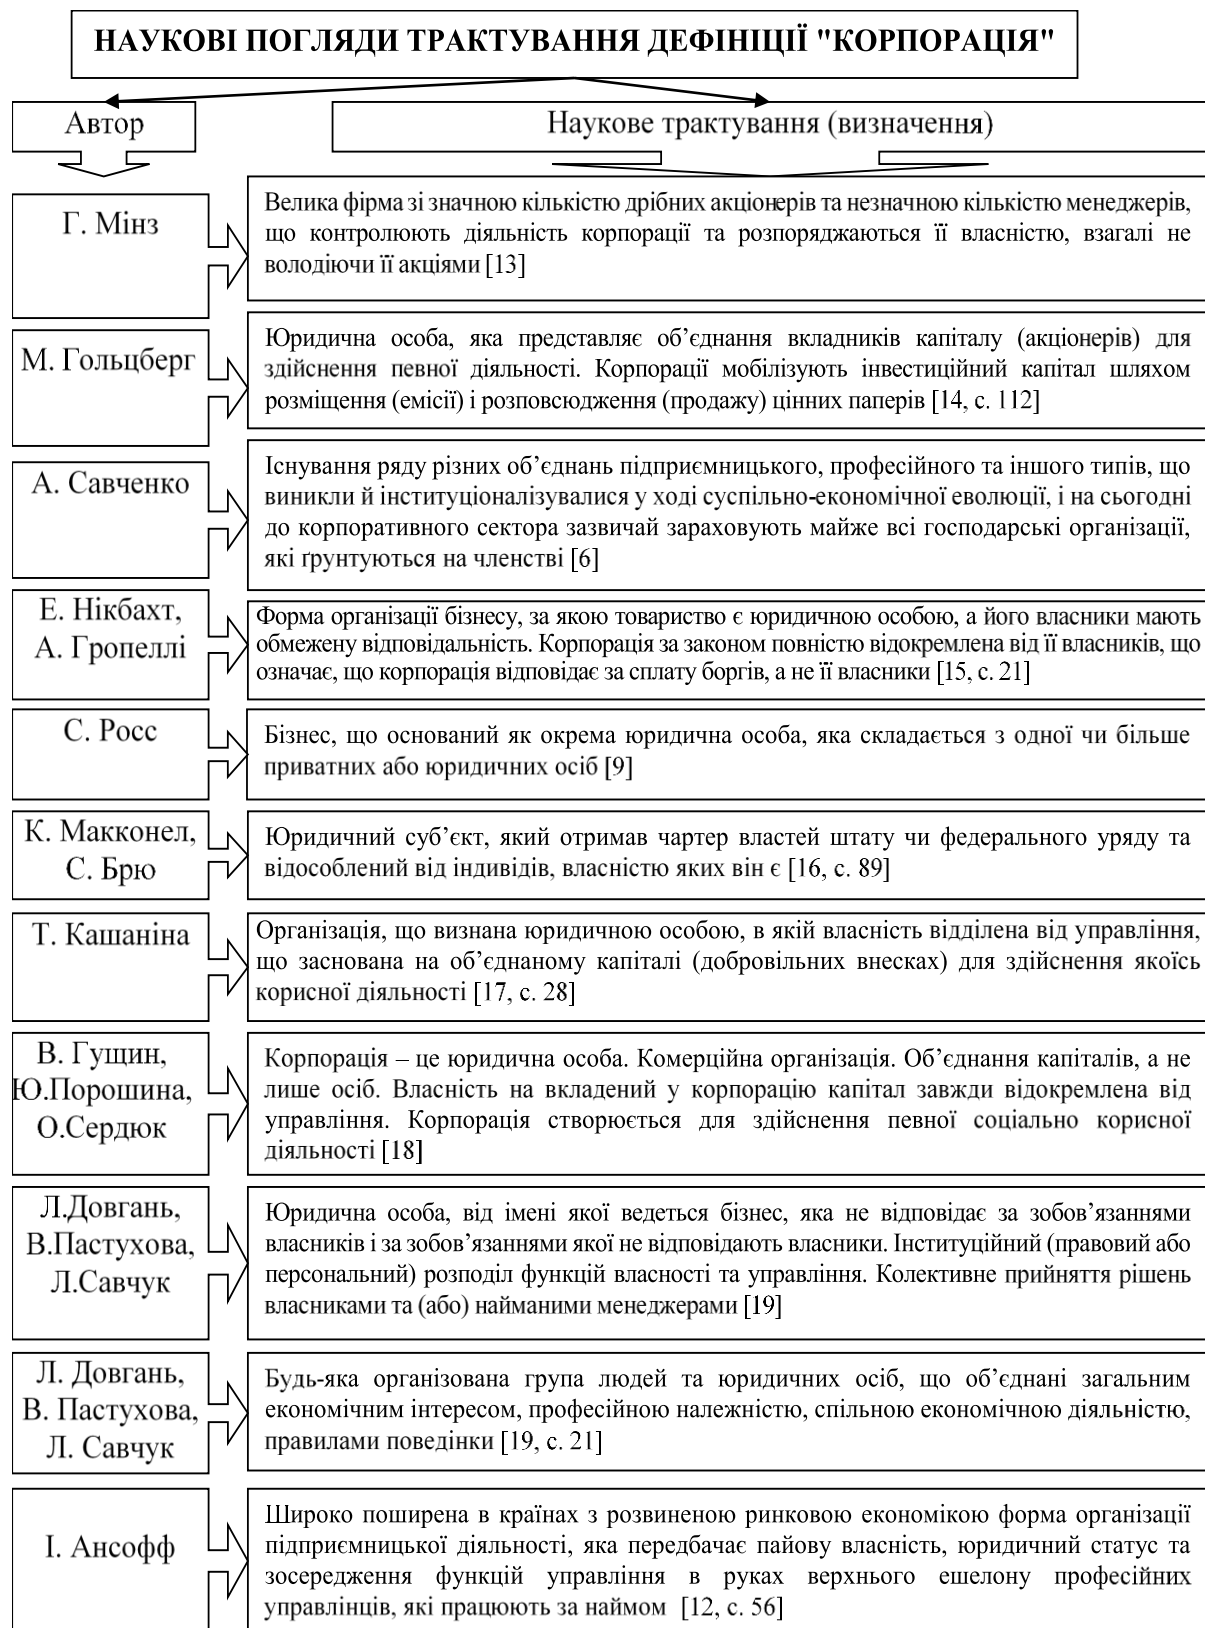 НАУКОВІ ПОГЛЯДИ ТРАКТУВАННЯ ДЕФІНІЦІЇ "КОРПОРАЦІЯ"
Автор
Наукове трактування (визначення)
Г. Мінз
Велика фірма зі значною кількістю дрібних акціонерів та незначною кількістю менеджерів,
що контролюють діяльність корпорації та розпоряджаються її власністю, взагалі не
володіючи її акціями [13]
М. Гольцберг
Юридична особа, яка представляє об’єднання вкладників капіталу (акціонерів) для
здійснення певної діяльності. Корпорації мобілізують інвестиційний капітал шляхом
розміщення (емісії) і розповсюдження (продажу) цінних паперів [14, с. 112]
А. Савченко
Існування ряду різних об’єднань підприємницького, професійного та іншого типів, що
виникли й інституціоналізувалися у ході суспільно-економічної еволюції, і на сьогодні
до корпоративного сектора зазвичай зараховують майже всі господарські організації,
які ґрунтуються на членстві [6]
Е. Нікбахт,
А. Гропеллі
Форма організації бізнесу, за якою товариство є юридичною особою, а його власники мають
обмежену відповідальність. Корпорація за законом повністю відокремлена від її власників, що
означає, що корпорація відповідає за сплату боргів, а не її власники [15, с. 21]
С. Росс
Бізнес, що оснований як окрема юридична особа, яка складається з одної чи більше
приватних або юридичних осіб [9]
К. Макконел,
С. Брю
Юридичний суб’єкт, який отримав чартер властей штату чи федерального уряду та
відособлений від індивідів, власністю яких він є [16, с. 89]
Т. Кашаніна
Організація, що визнана юридичною особою, в якій власність відділена від управління,
що заснована на об’єднаному капіталі (добровільних внесках) для здійснення якоїсь
корисної діяльності [17, с. 28]
В. Гущин,
Ю.Порошина,
О.Сердюк
Корпорація – це юридична особа. Комерційна організація. Об’єднання капіталів, а не
лише осіб. Власність на вкладений у корпорацію капітал завжди відокремлена від
управління. Корпорація створюється для здійснення певної соціально корисної
діяльності [18]
Л.Довгань,
В.Пастухова,
Л.Савчук
Юридична особа, від імені якої ведеться бізнес, яка не відповідає за зобов’язаннями
власників і за зобов’язаннями якої не відповідають власники. Інституційний (правовий або
персональний) розподіл функцій власності та управління. Колективне прийняття рішень
власниками та (або) найманими менеджерами [19]
Л. Довгань,
В. Пастухова,
Л. Савчук
Будь-яка організована група людей та юридичних осіб, що об’єднані загальним
економічним інтересом, професійною належністю, спільною економічною діяльністю,
правилами поведінки [19, с. 21]
І. Ансофф
Широко поширена в країнах з розвиненою ринковою економікою форма організації
підприємницької діяльності, яка передбачає пайову власність, юридичний статус та
зосередження функцій управління в руках верхнього ешелону професійних
управлінців, які працюють за наймом [12, с. 56]